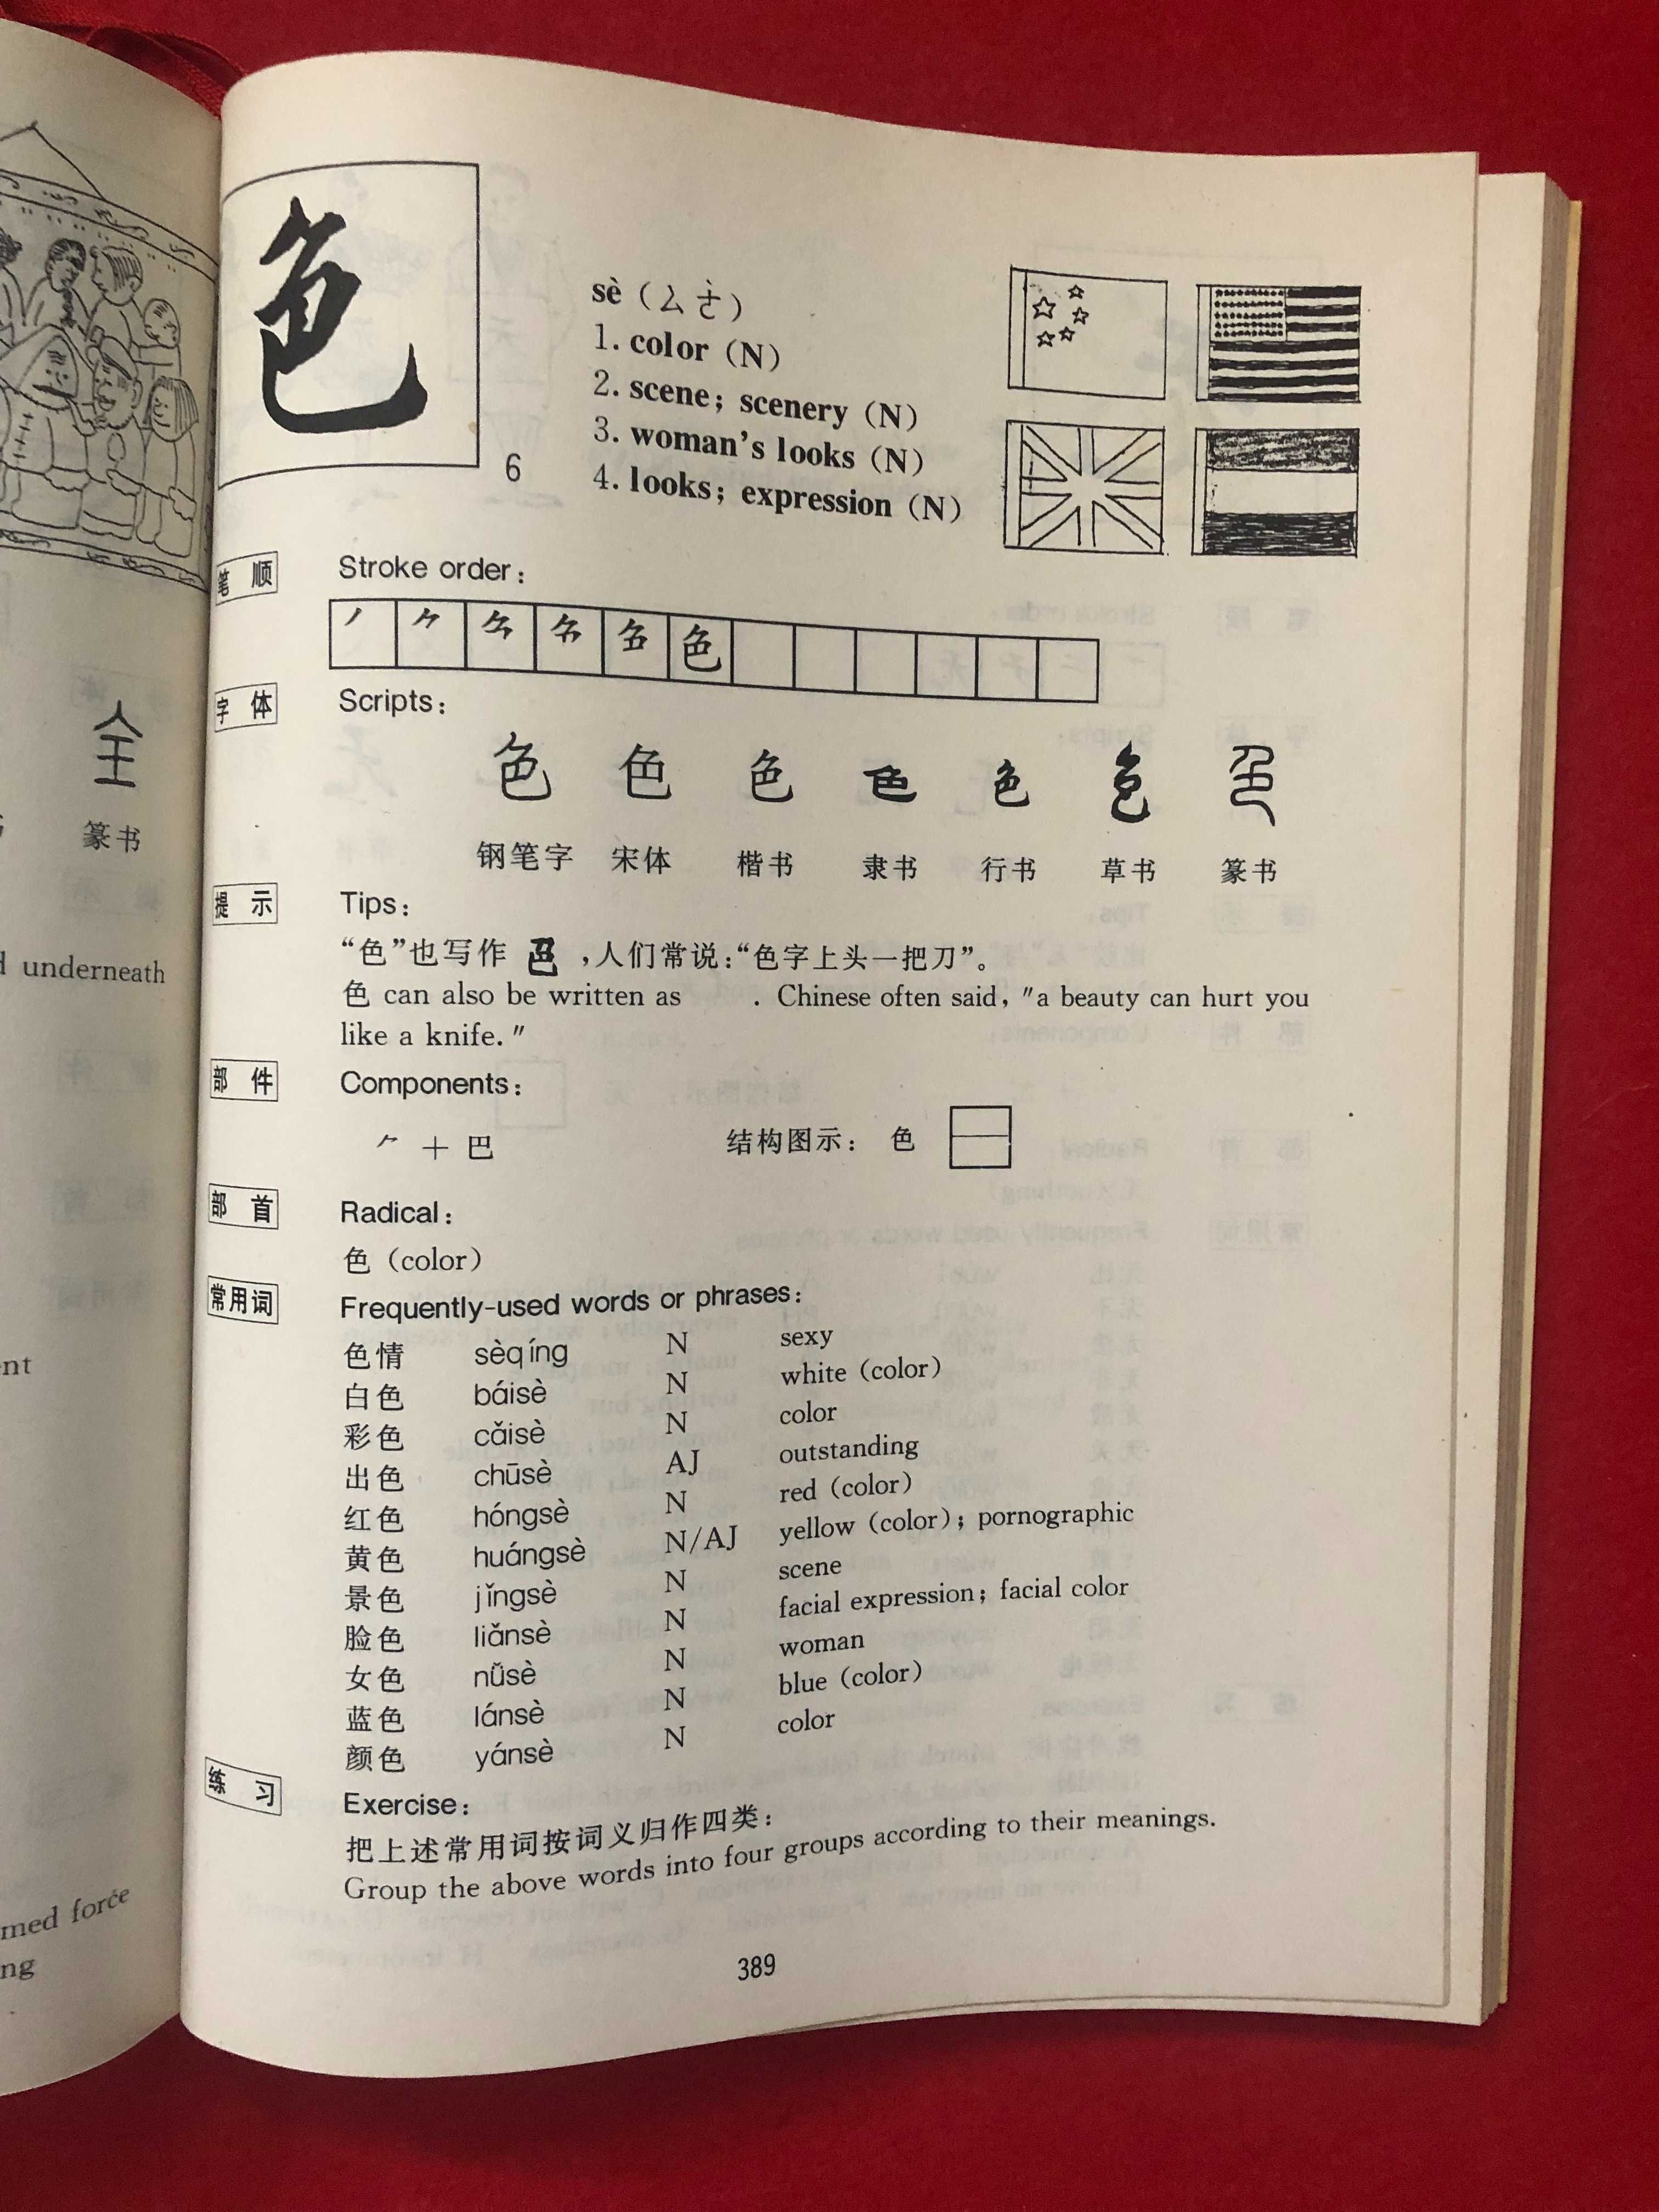 全
篆书
underneath
force
色
6
sè (ㄙㄜˋ)
1. color (N)
2. scene; scenery (N)
3. woman's looks (N)
4. looks; expression (N)
笔 顺
Stroke order:
色
字 体
Scripts:
色 色 色 色 色 色 色
钢笔字 宋体 楷书 隶书 行书 草书 篆书
提 示
Tips:
“色”也写作 ,人们常说:“色字上头一把刀”。
色 can also be written as . Chinese often said, "a beauty can hurt you
like a knife."
部 件
Components:
⺈ + 巴 结构图示: 色
部 首
Radical:
色 (color)
常用词
Frequently-used words or phrases:
色情 sèqíng N sexy
白色 báisè N white (color)
彩色 cǎisè N color
出色 chūsè AJ outstanding
红色 hóngsè N red (color)
黄色 huángsè N/AJ yellow (color); pornographic
景色 jǐngsè N scene
脸色 liǎnsè N facial expression; facial color
女色 nǚsè N woman
蓝色 lánsè N blue (color)
颜色 yánsè N color
练 习
Exercise:
把上述常用词按词义归作四类:
Group the above words into four groups according to their meanings.
389